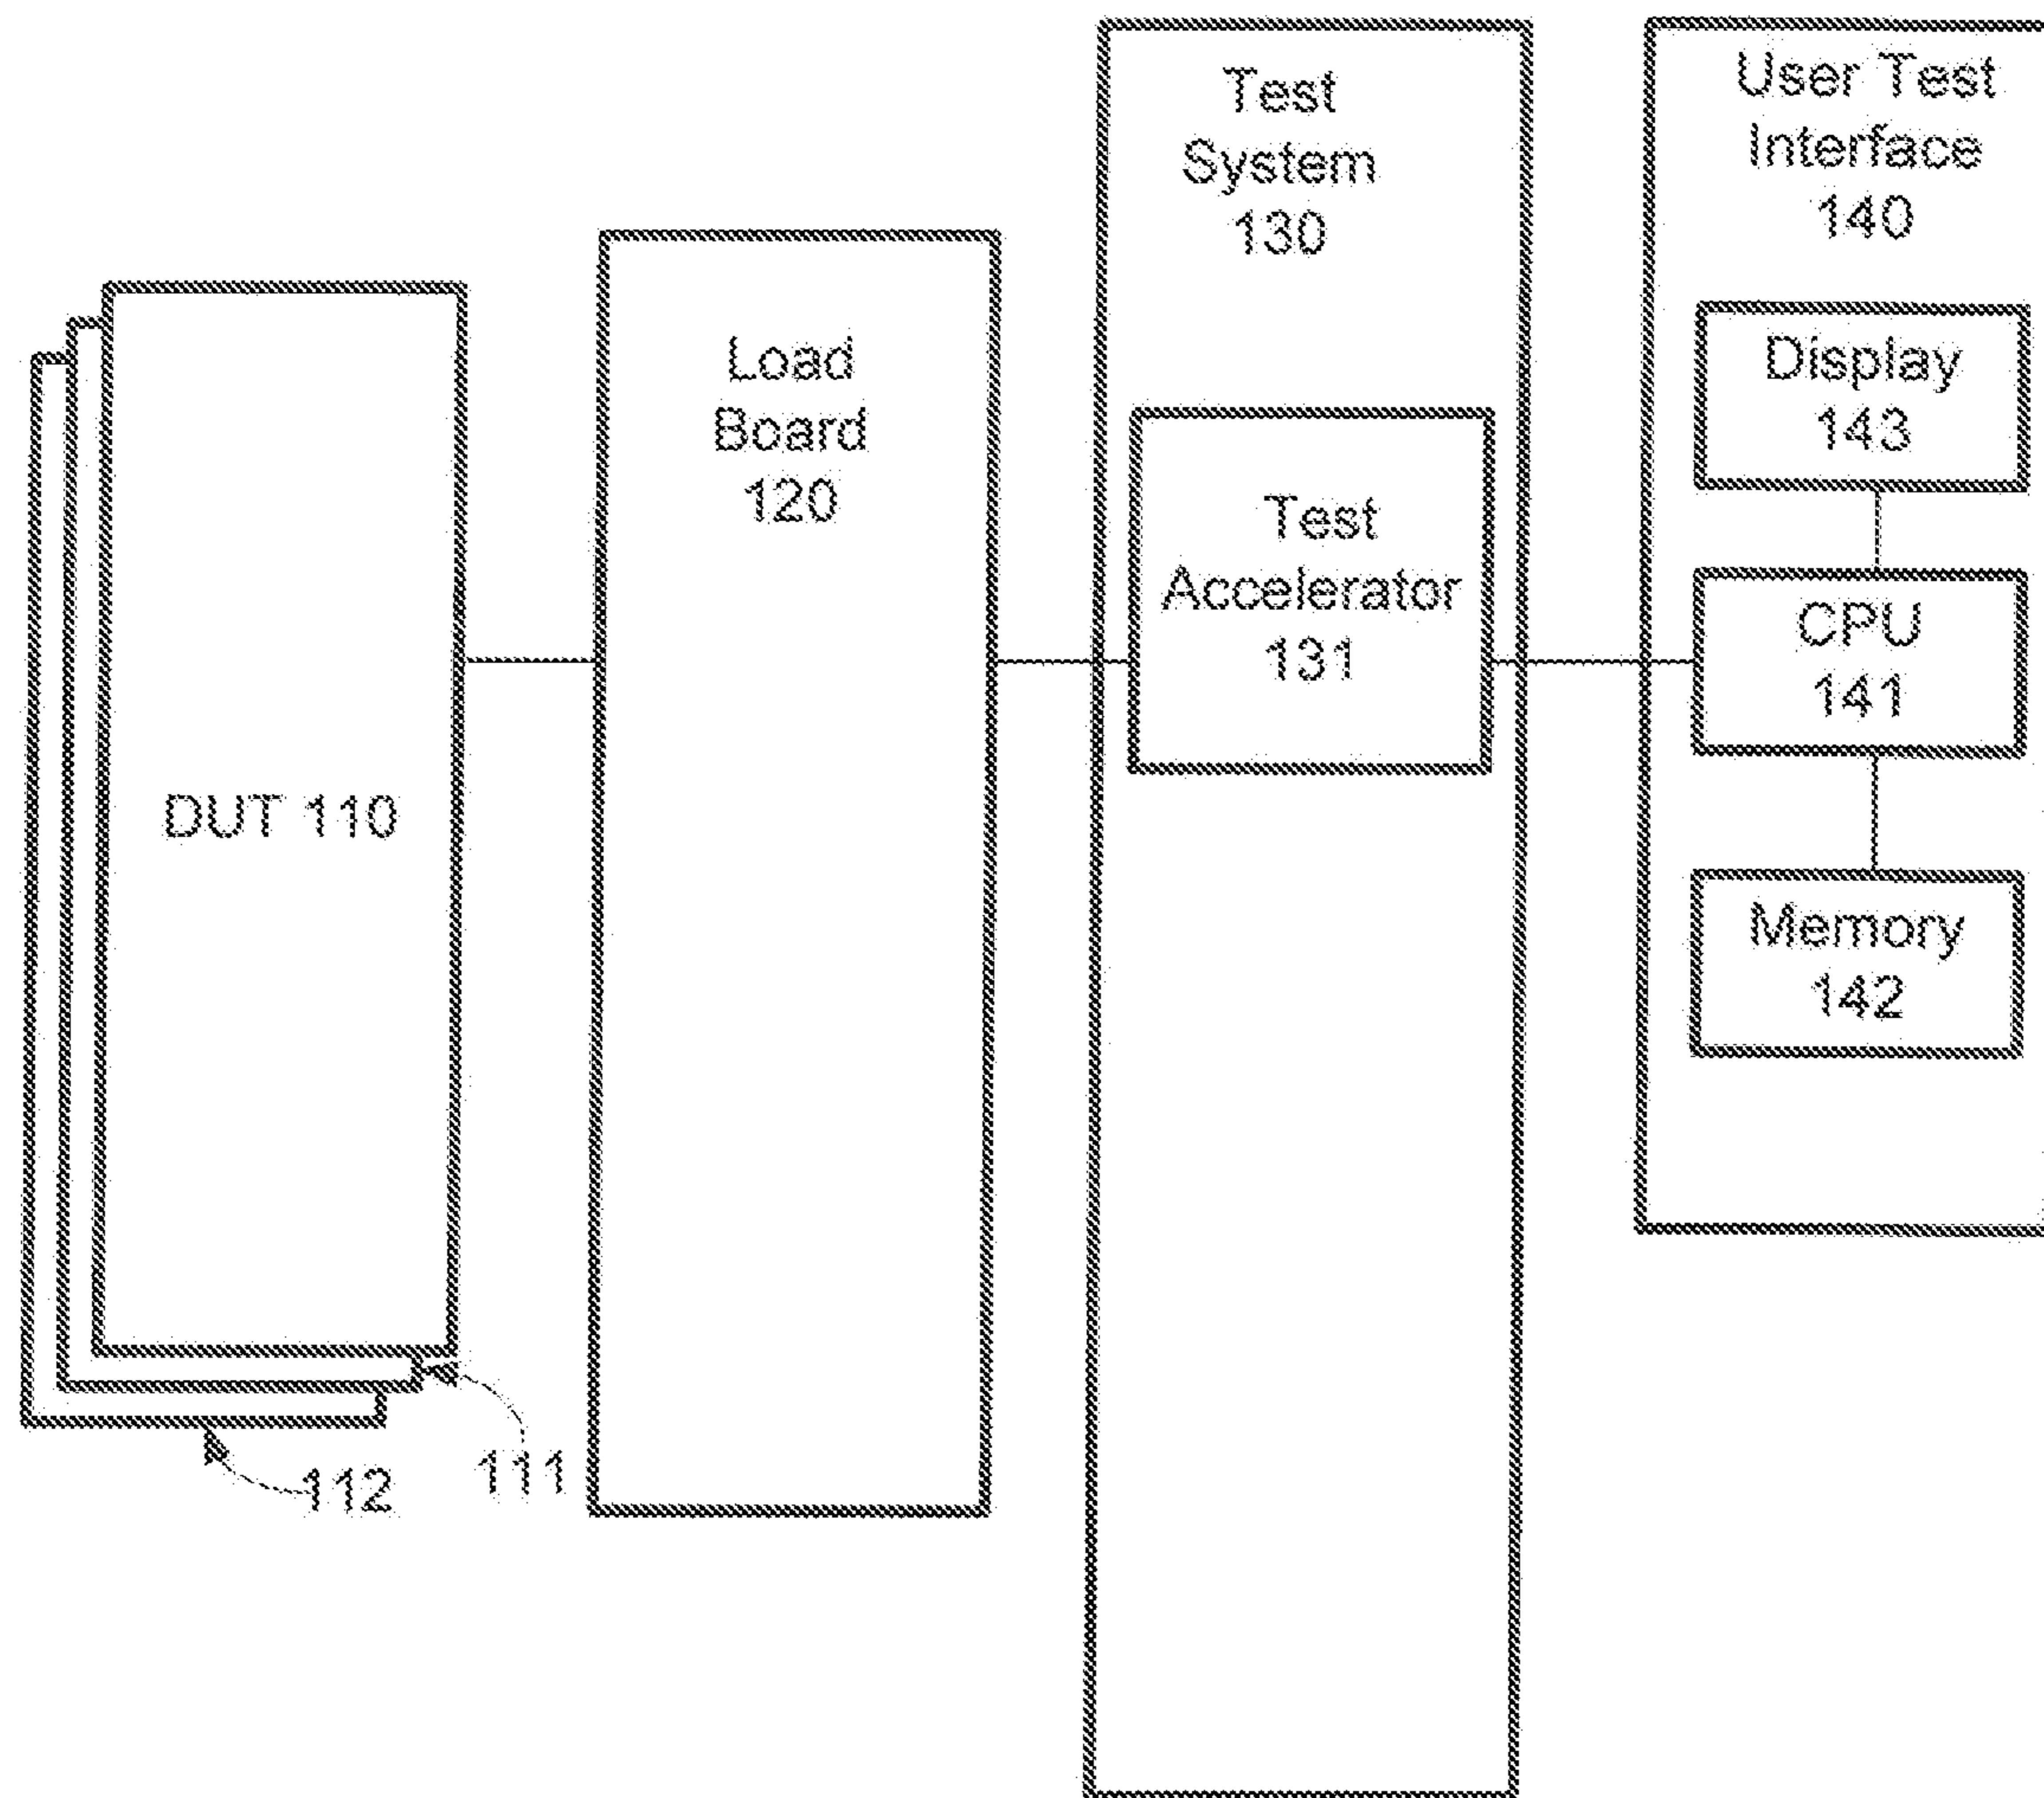 DUT 110
112
111
Load
Board
120
Test
System
130
Test
Accelerator
131
User Test
Interface
140
Display
143
CPU
141
Memory
142